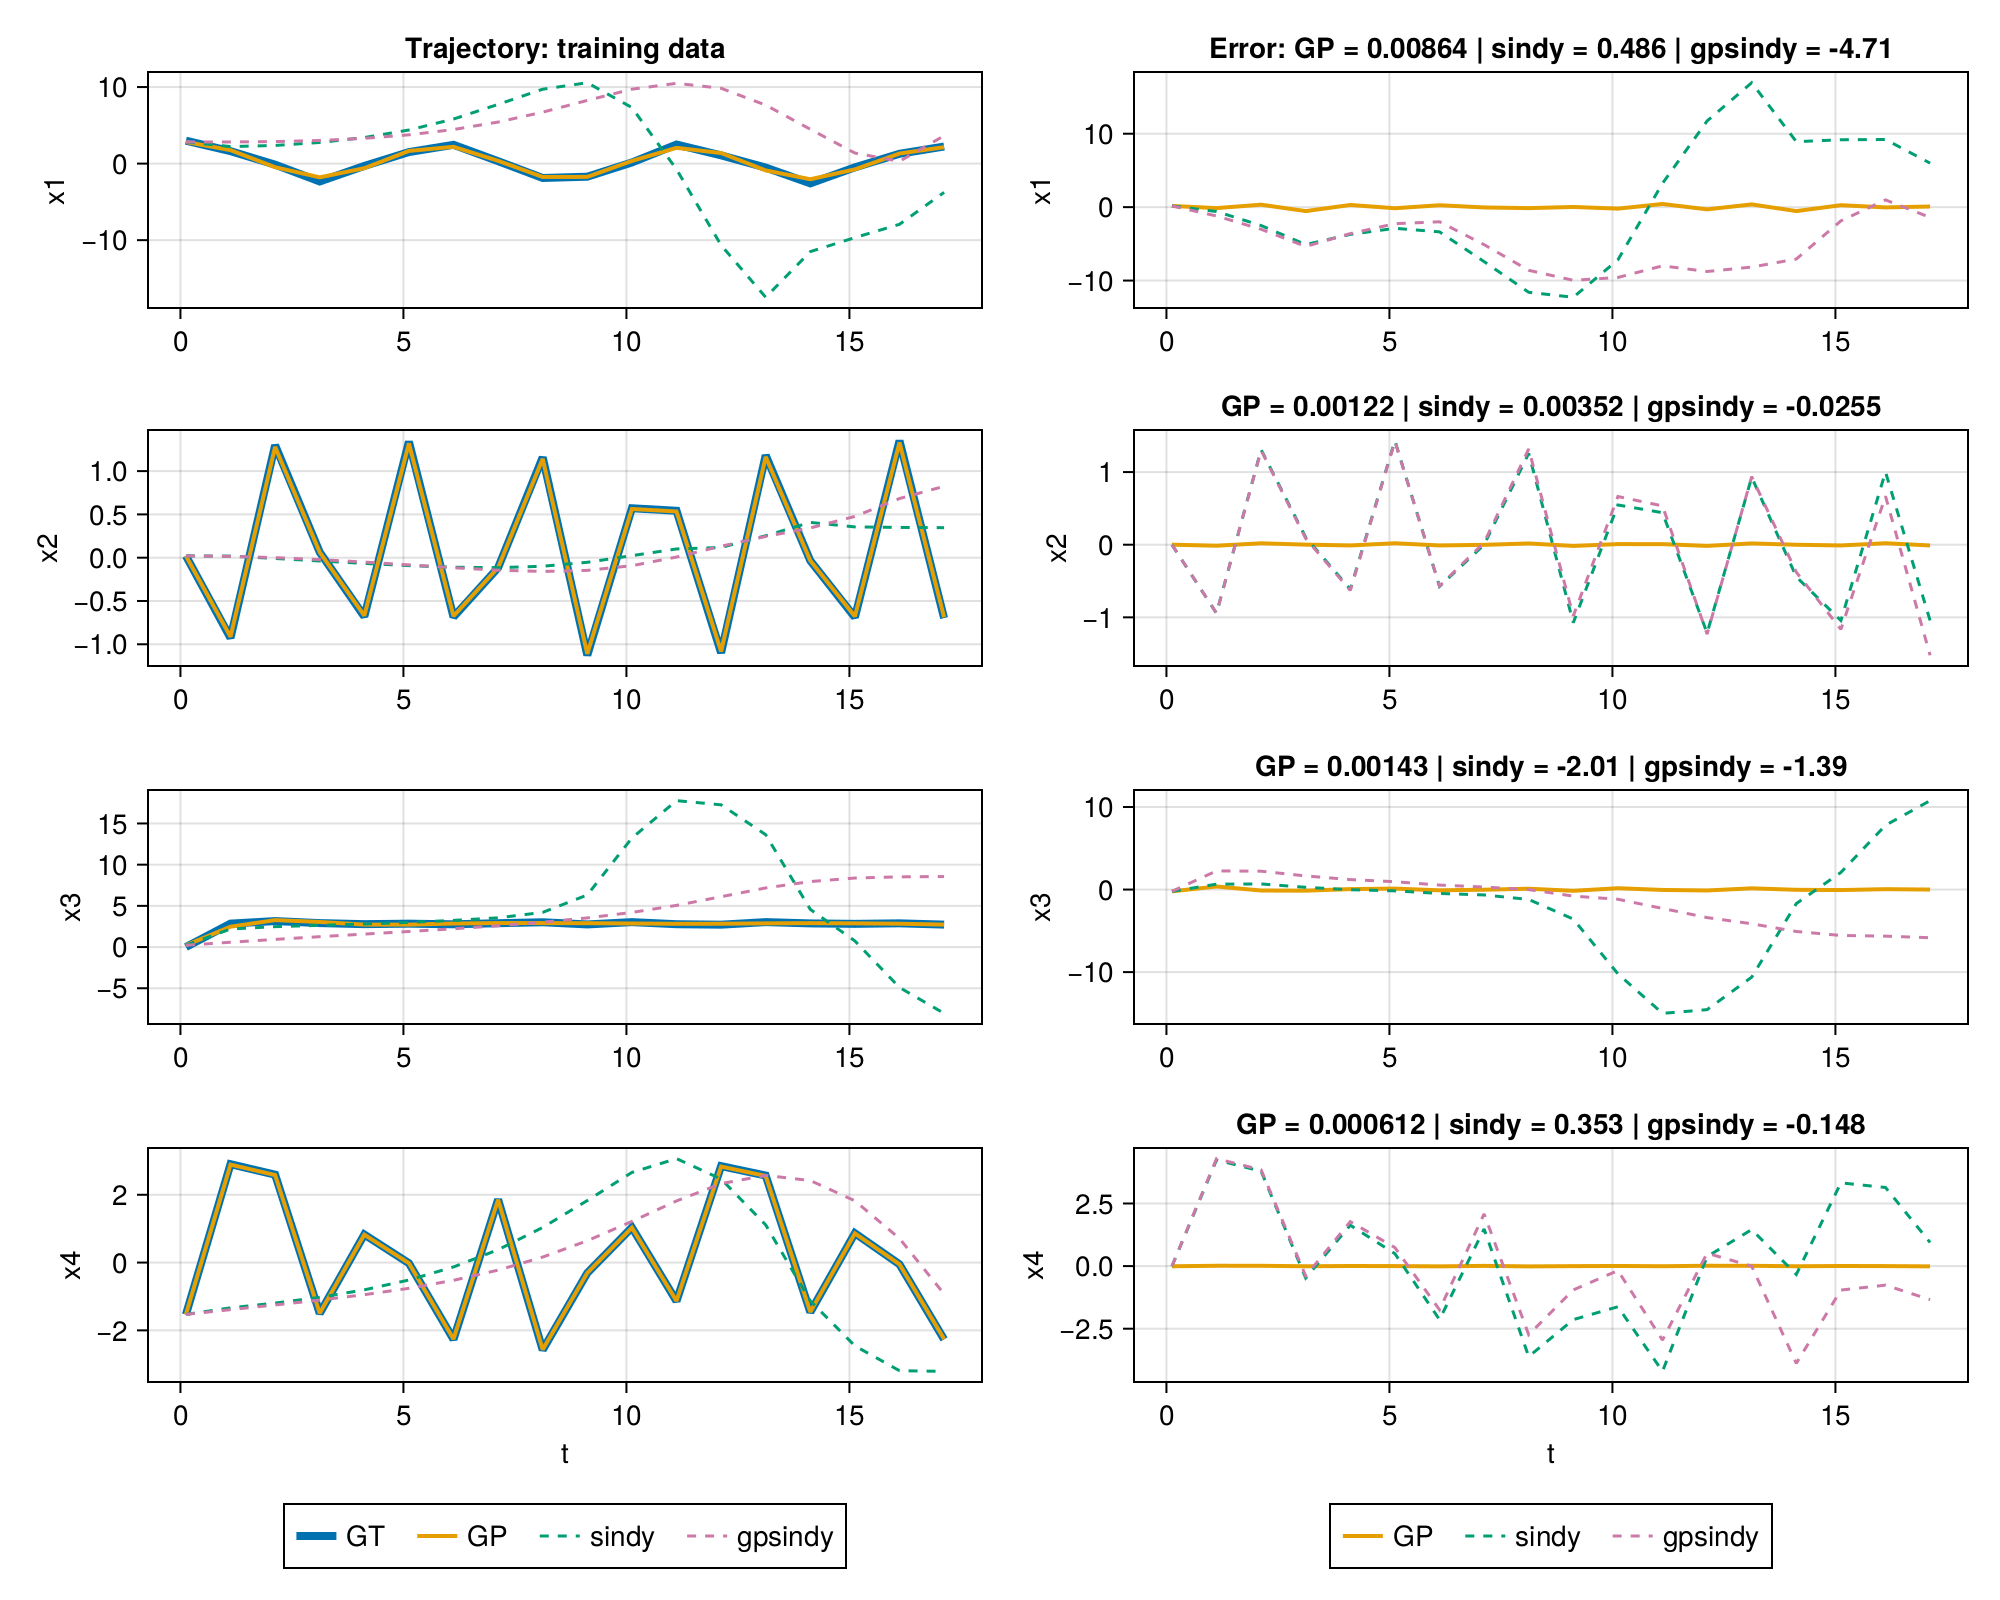 Trajectory: training data
x1
10
0
−10
0 5 10 15
Error: GP = 0.00864 | sindy = 0.486 | gpsindy = -4.71
x1
10
0
−10
0 5 10 15
x2
1.0
0.5
0.0
−0.5
−1.0
0 5 10 15
GP = 0.00122 | sindy = 0.00352 | gpsindy = -0.0255
x2
1
0
−1
0 5 10 15
x3
15
10
5
0
−5
0 5 10 15
GP = 0.00143 | sindy = -2.01 | gpsindy = -1.39
x3
10
0
−10
0 5 10 15
x4
2
0
−2
0 5 10 15
t
GP = 0.000612 | sindy = 0.353 | gpsindy = -0.148
x4
2.5
0.0
−2.5
0 5 10 15
t
GT GP sindy gpsindy
GP sindy gpsindy